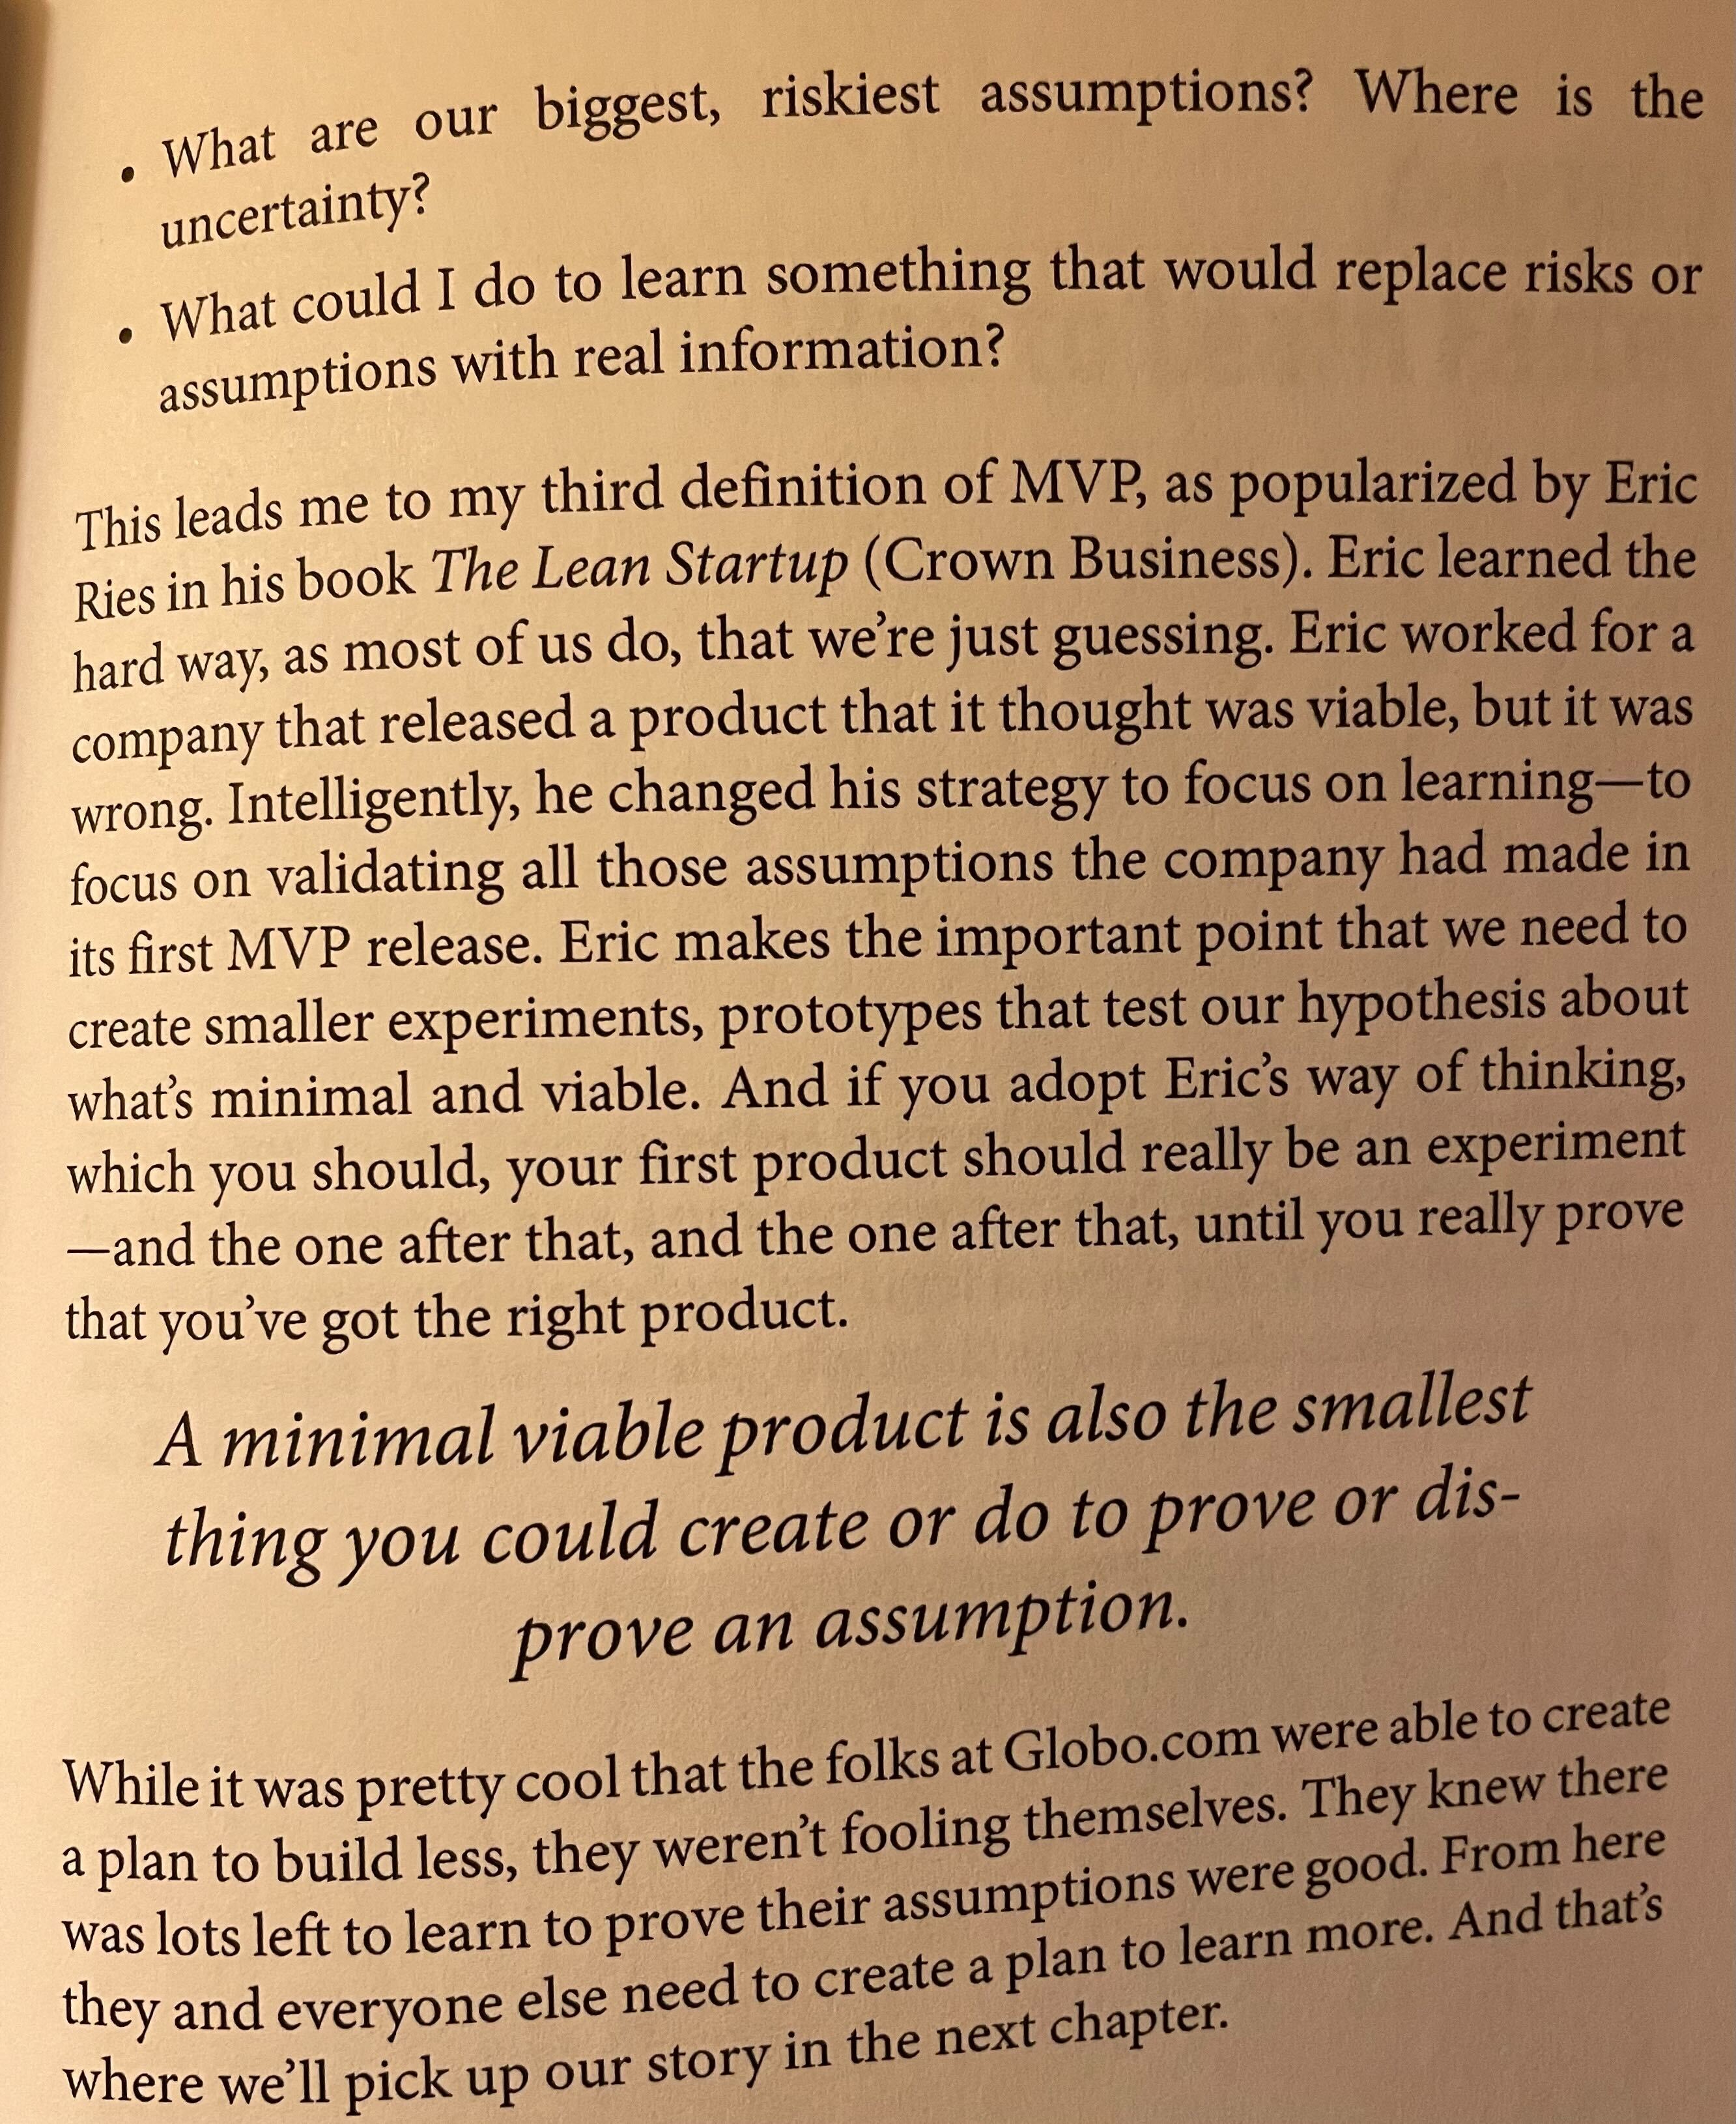 • What are our biggest, riskiest assumptions? Where is the
uncertainty?
• What could I do to learn something that would replace risks or
assumptions with real information?
This leads me to my third definition of MVP, as popularized by Eric
Ries in his book The Lean Startup (Crown Business). Eric learned the
hard way, as most of us do, that we’re just guessing. Eric worked for a
company that released a product that it thought was viable, but it was
wrong. Intelligently, he changed his strategy to focus on learning—to
focus on validating all those assumptions the company had made in
its first MVP release. Eric makes the important point that we need to
create smaller experiments, prototypes that test our hypothesis about
what’s minimal and viable. And if you adopt Eric’s way of thinking,
which you should, your first product should really be an experiment
—and the one after that, and the one after that, until you really prove
that you’ve got the right product.
A minimal viable product is also the smallest
thing you could create or do to prove or dis-
prove an assumption.
While it was pretty cool that the folks at Globo.com were able to create
a plan to build less, they weren’t fooling themselves. They knew there
was lots left to learn to prove their assumptions were good. From here
they and everyone else need to create a plan to learn more. And that’s
where we’ll pick up our story in the next chapter.